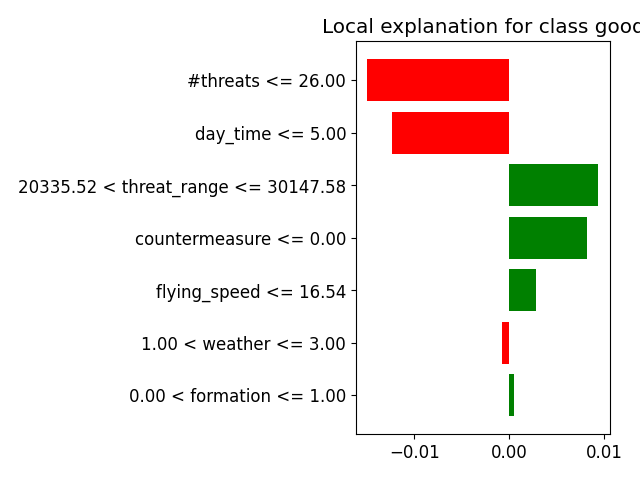 Local explanation for class good
#threats <= 26.00
day_time <= 5.00
20335.52 < threat_range <= 30147.58
countermeasure <= 0.00
flying_speed <= 16.54
1.00 < weather <= 3.00
0.00 < formation <= 1.00
−0.01 0.00 0.01